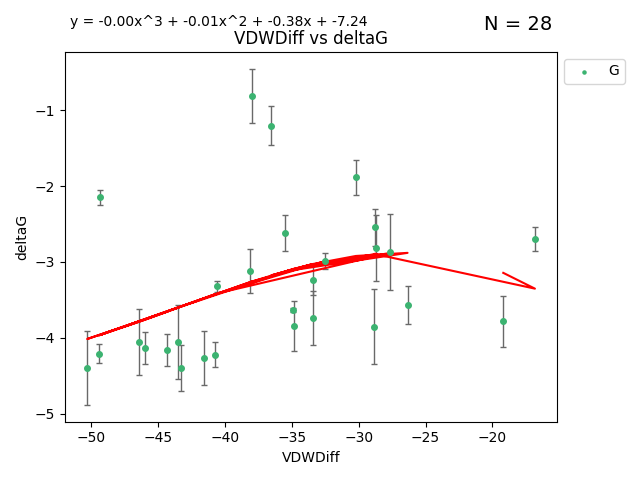 y = -0.00x^3 + -0.01x^2 + -0.38x + -7.24
N = 28
VDWDiff vs deltaG
G
deltaG
−1
−2
−3
−4
−5
−50
−45
−40
−35
−30
−25
−20
VDWDiff